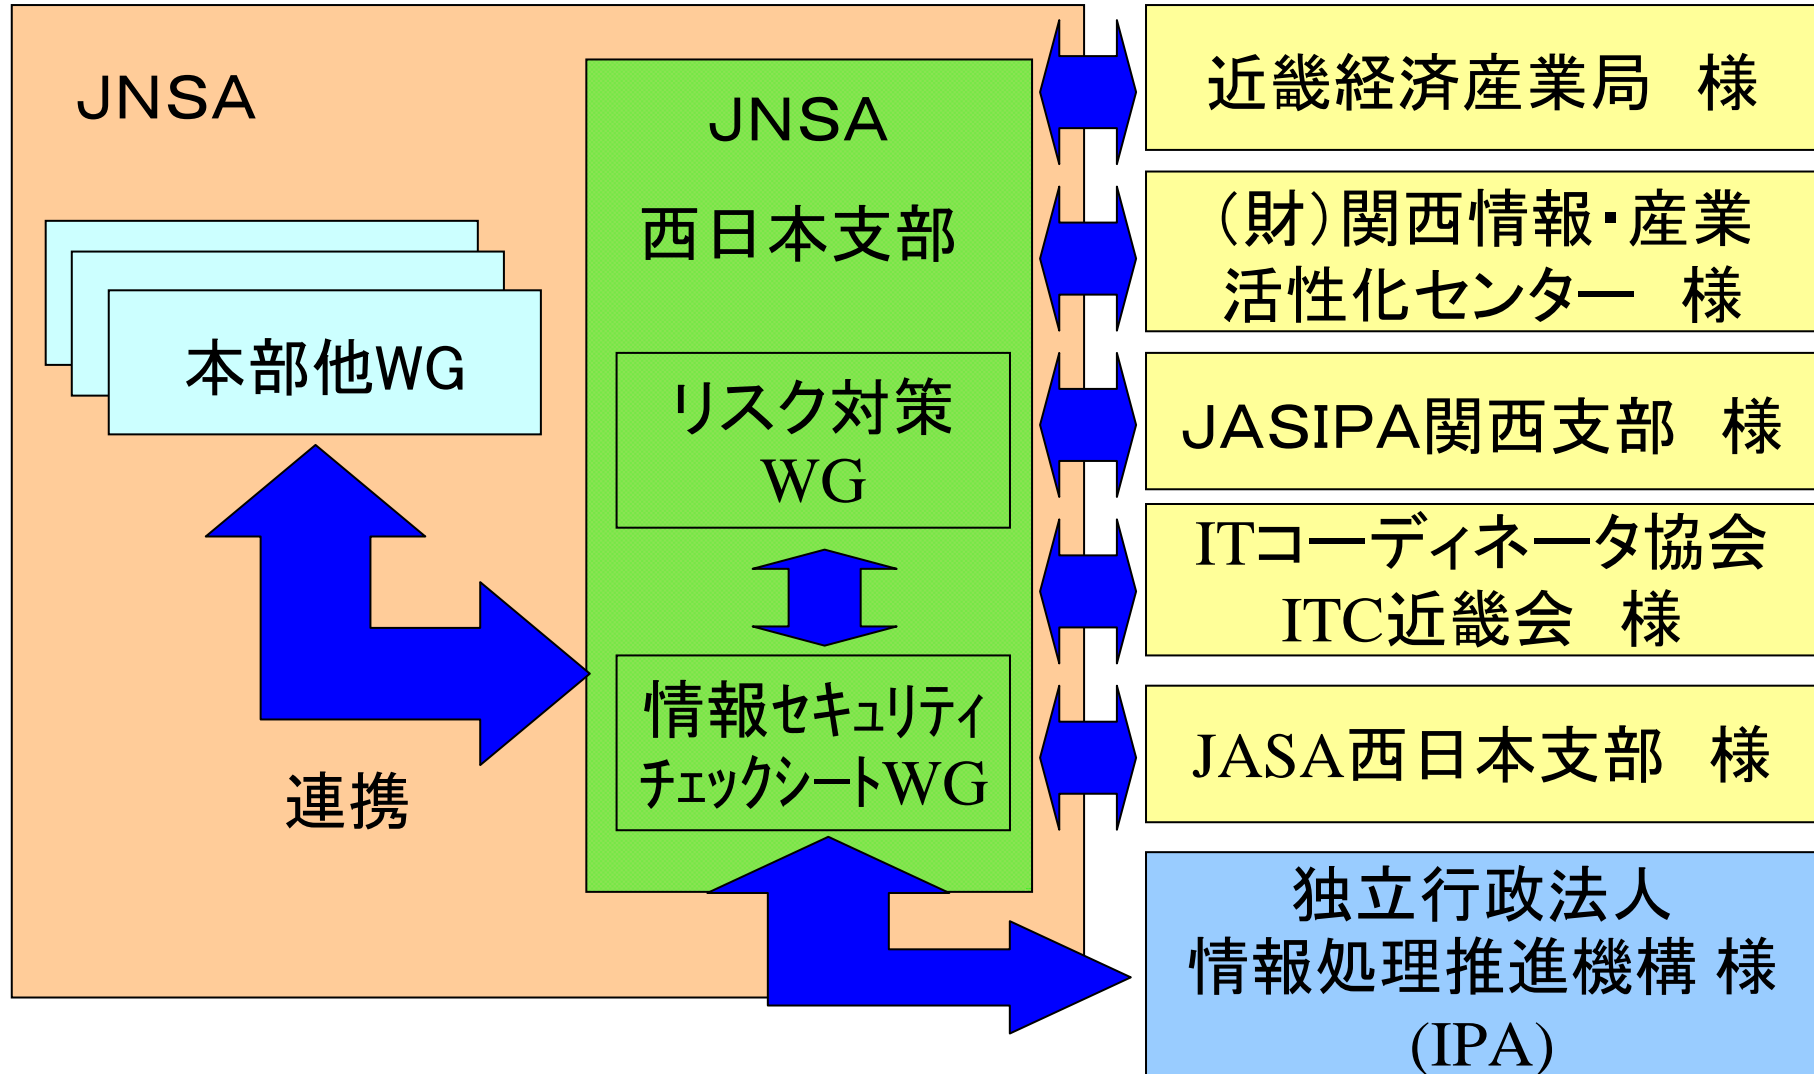 JNSA
本部他WG
連携
JNSA
西日本支部
リスク対策
WG
情報セキュリティ
チェックシートWG
近畿経済産業局　様
（財）関西情報・産業
活性化センター　様
JASIPA関西支部　様
ITコーディネータ協会
ITC近畿会　様
JASA西日本支部　様
独立行政法人
情報処理推進機構 様
(IPA)